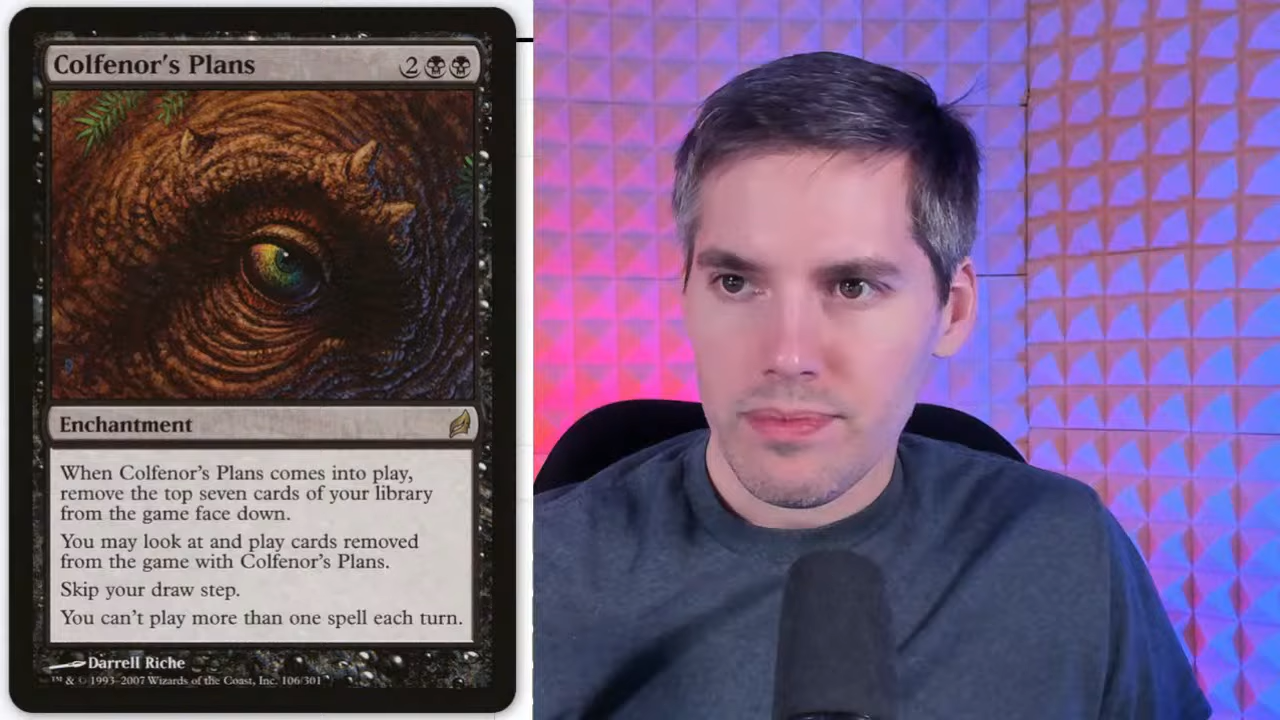 Colfenor's Plans 2
Enchantment
When Colfenor's Plans comes into play,
remove the top seven cards of your library
from the game face down.
You may look at and play cards removed
from the game with Colfenor's Plans.
Skip your draw step.
You can't play more than one spell each turn.
Darrell Riche
™ & © 1993–2007 Wizards of the Coast, Inc. 106/301